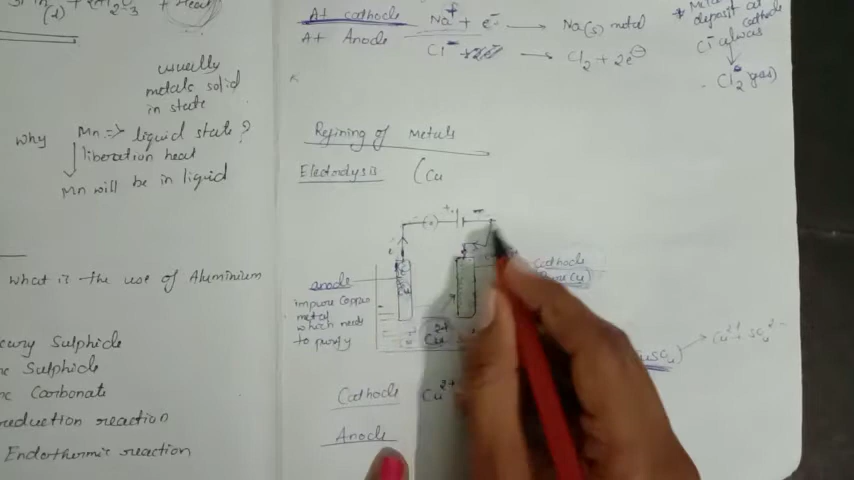 usually
metals solid
in state
why Mn => liquid state?
liberation heat
Mn will be in liquid
what is the use of Aluminium
Sulphide
Sulphide
Carbonate
reduction reaction
Endorthermic reaction
At cathode Na+ + e- → Na(s) metal
At Anode Cl- → Cl2 + 2e⊖
deposit at
cathode
Cl2 gas)
Refining of Metals
Electrolysis (Cu
+
-
anode
impure Copper
metal
which needs
to purify
Cu2+
cathode
Pure Cu
Cathode Cu2+
Anode